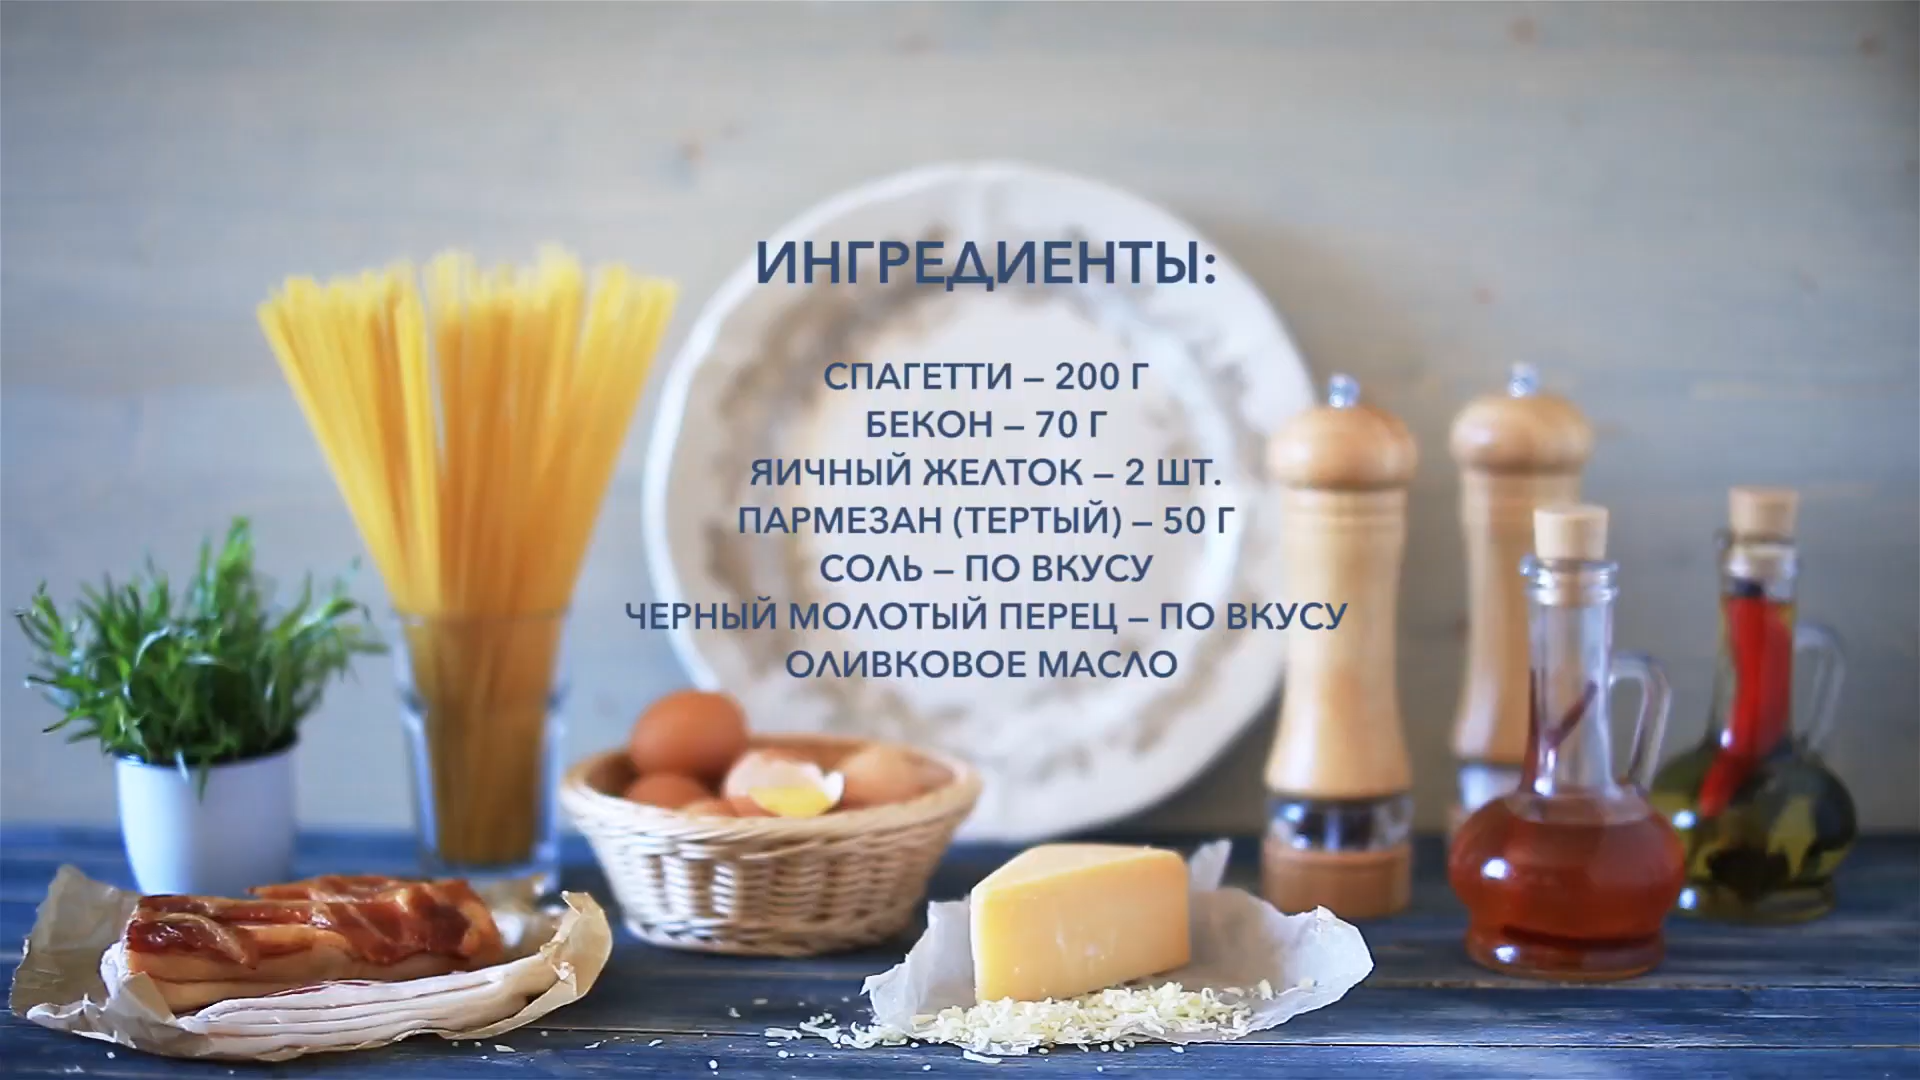 ИНГРЕДИЕНТЫ:
СПАГЕТТИ – 200 Г
БЕКОН – 70 Г
ЯИЧНЫЙ ЖЕЛТОК – 2 ШТ.
ПАРМЕЗАН (ТЕРТЫЙ) – 50 Г
СОЛЬ – ПО ВКУСУ
ЧЕРНЫЙ МОЛОТЫЙ ПЕРЕЦ – ПО ВКУСУ
ОЛИВКОВОЕ МАСЛО